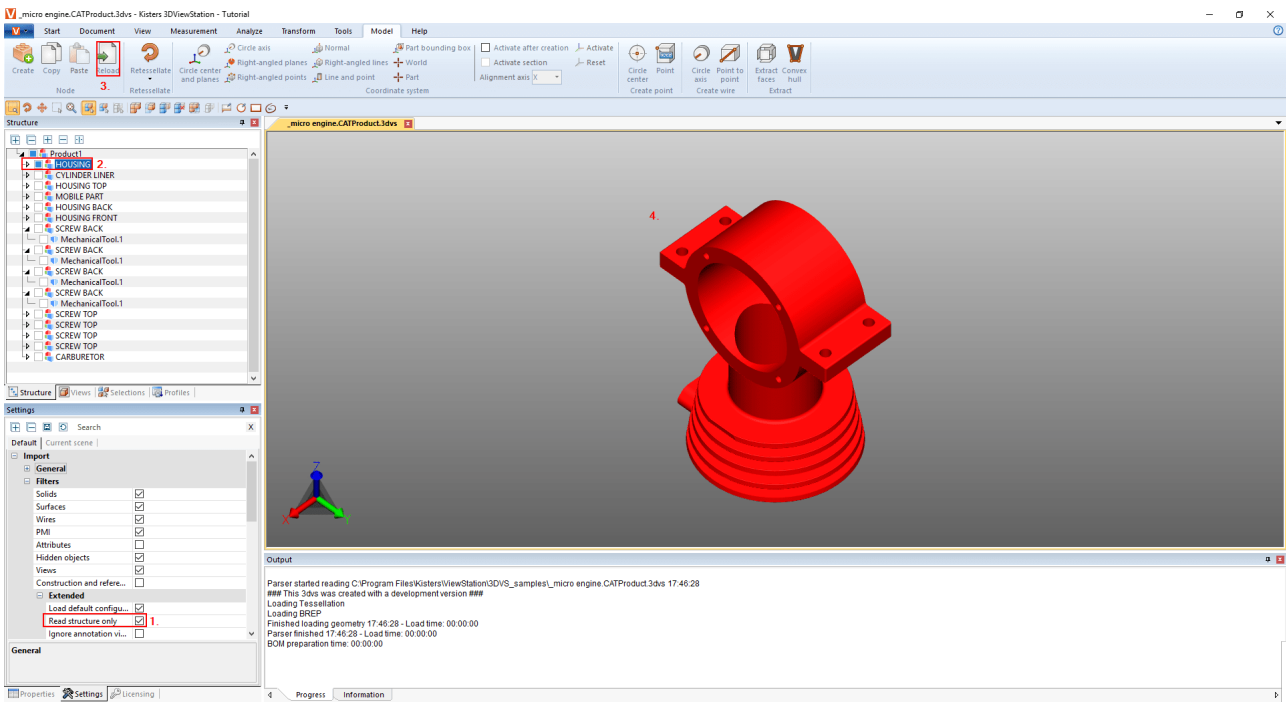 _micro engine.CATProduct.3dvs - Kisters 3DViewStation - Tutorial
Start Document View Measurement Analyze Transform Tools Model Help
Create Copy Paste Reload
3.
Node
Retessellate
Retessellate
Circle center and planes
Circle axis
Right-angled planes
Right-angled points
Normal
Right-angled lines
Line and point
Part bounding box
World
Part
Activate after creation
Activate section
Alignment axis X
Activate
Reset
Coordinate system
Circle center
Point
Create point
Circle axis
Point to point
Create wire
Extract faces
Convex hull
Extract
Structure
_micro engine.CATProduct.3dvs
Product1
HOUSING 2.
CYLINDER LINER
HOUSING TOP
MOBILE PART
HOUSING BACK
HOUSING FRONT
SCREW BACK
MechanicalTool.1
SCREW BACK
MechanicalTool.1
SCREW BACK
MechanicalTool.1
SCREW BACK
MechanicalTool.1
SCREW TOP
SCREW TOP
SCREW TOP
SCREW TOP
CARBURETOR
Structure Views Selections Profiles
4.
Z
X
Y
Settings
Search X
Default Current scene
Import
General
Filters
Solids
Surfaces
Wires
PMI
Attributes
Hidden objects
Views
Construction and refere...
Extended
Load default configu...
Read structure only 1.
Ignore annotation vi...
General
Properties Settings Licensing
Output
Parser started reading C:\Program Files\Kisters\ViewStation\3DVS_samples\_micro engine.CATProduct.3dvs 17:46:28
### This 3dvs was created with a development version ###
Loading Tessellation
Loading BREP
Finished loading geometry 17:46:28 - Load time: 00:00:00
Parser finished 17:46:28 - Load time: 00:00:00
BOM preparation time: 00:00:00
Progress Information